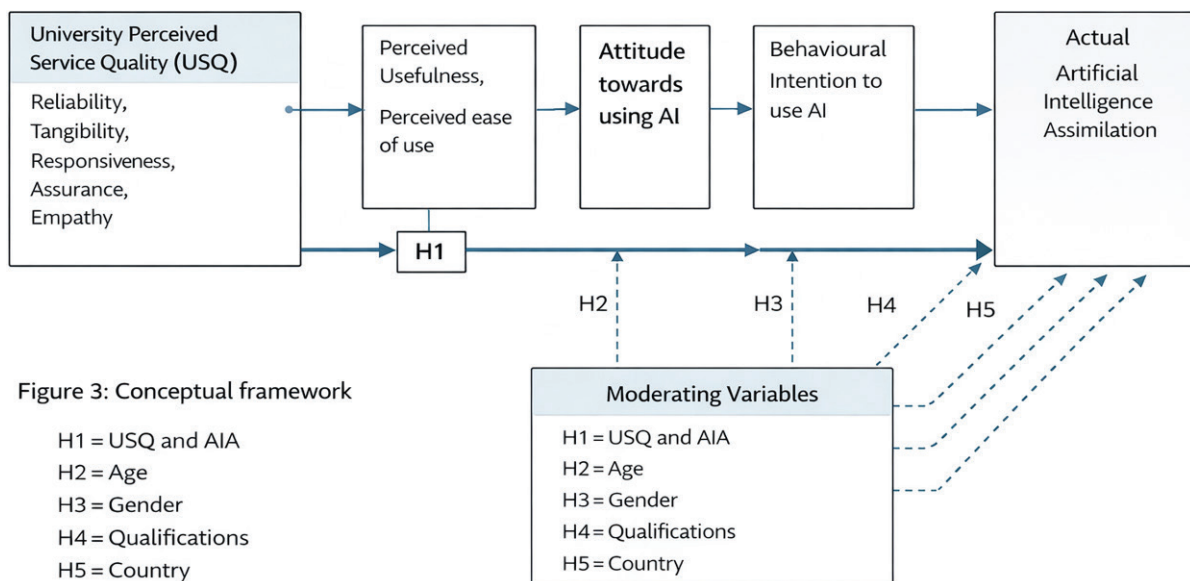 University Perceived
Service Quality (USQ)
Reliability,
Tangibility,
Responsiveness,
Assurance,
Empathy
Perceived
Usefulness,
Perceived ease
of use
Attitude
towards
using AI
Behavioural
Intention to
use AI
Actual
Artificial
Intelligence
Assimilation
H1
H2
H3
H4
H5
Figure 3: Conceptual framework
H1 = USQ and AIA
H2 = Age
H3 = Gender
H4 = Qualifications
H5 = Country
Moderating Variables
H1 = USQ and AIA
H2 = Age
H3 = Gender
H4 = Qualifications
H5 = Country